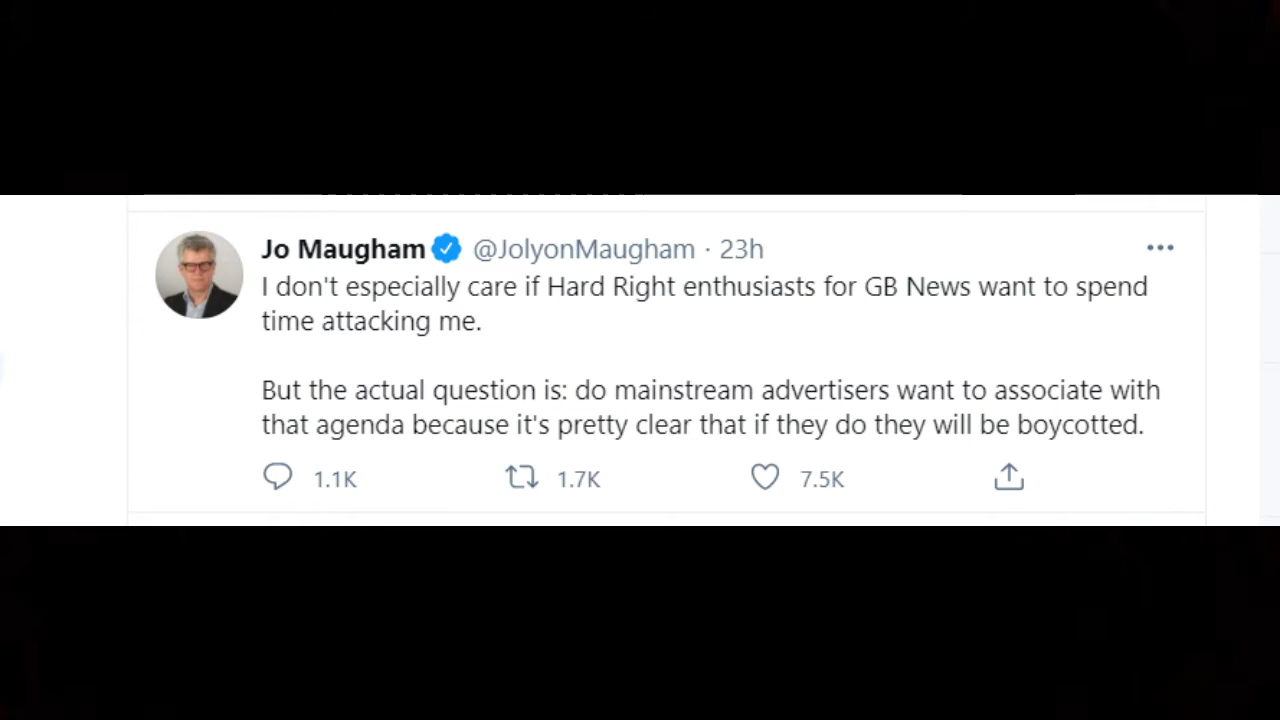 Jo Maugham @JolyonMaugham · 23h
I don't especially care if Hard Right enthusiasts for GB News want to spend
time attacking me.
But the actual question is: do mainstream advertisers want to associate with
that agenda because it's pretty clear that if they do they will be boycotted.
1.1K 1.7K 7.5K